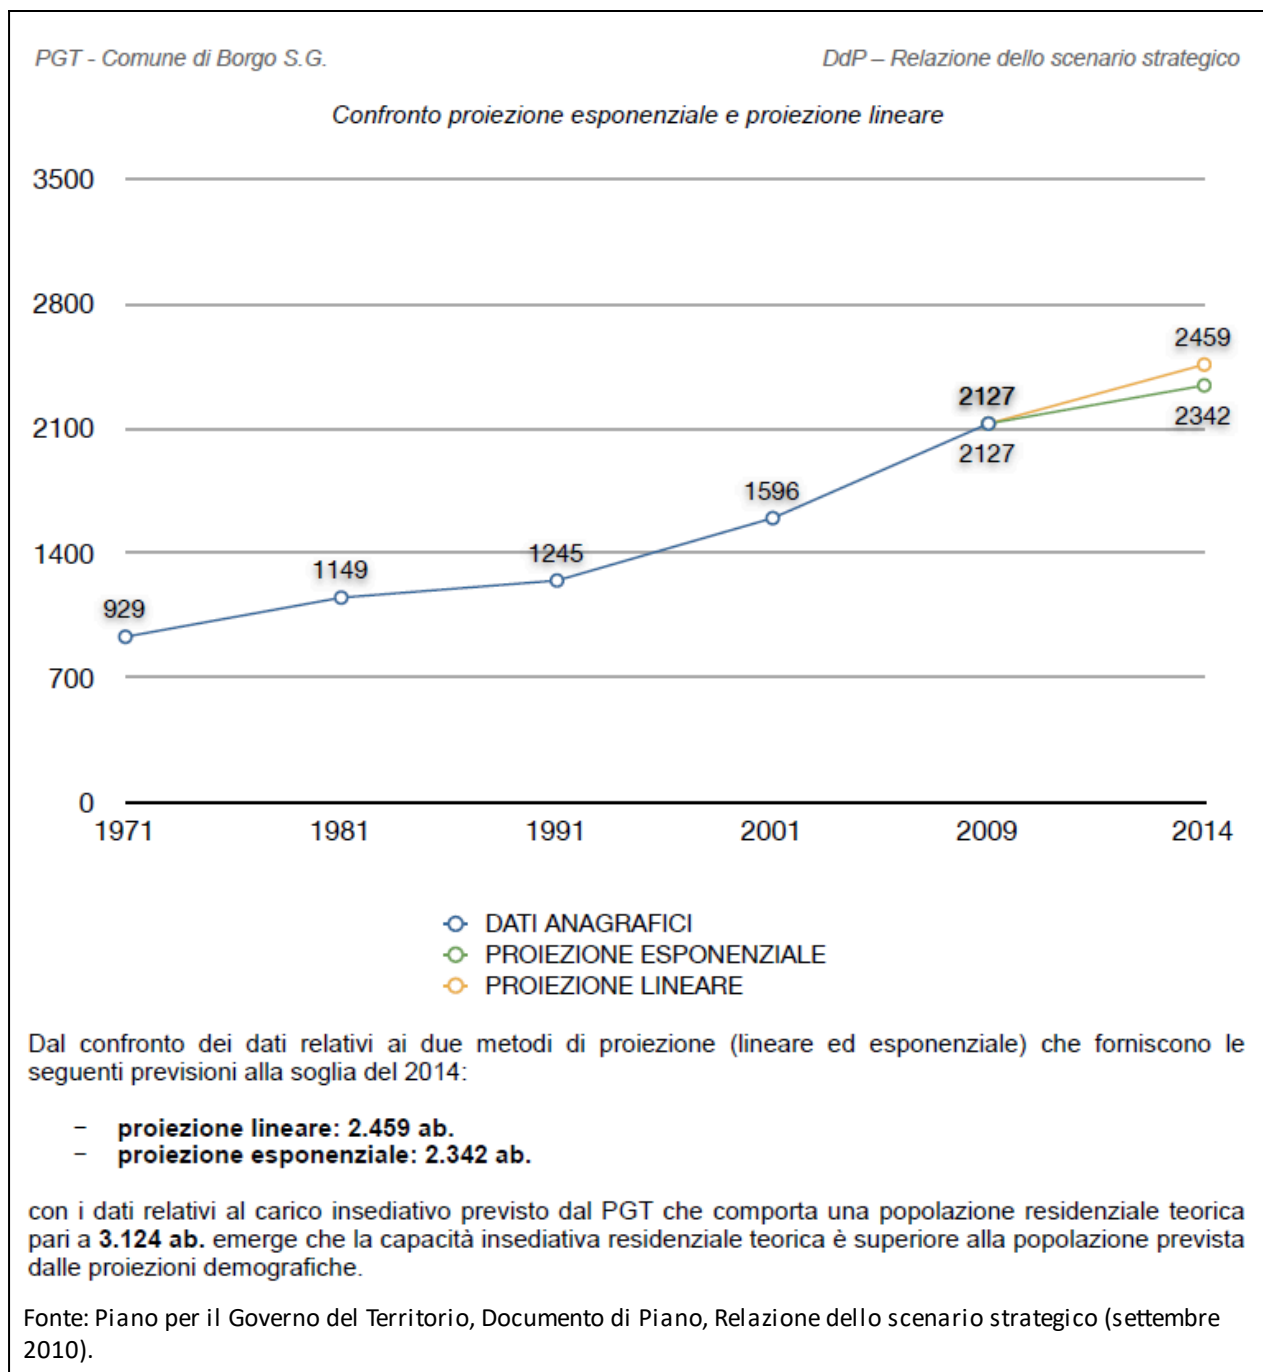 PGT - Comune di Borgo S.G.
DdP – Relazione dello scenario strategico
Confronto proiezione esponenziale e proiezione lineare
3500
2800
2459
2127
2100
2342
2127
1596
1400
1245
1149
929
700
0
1971 1981 1991 2001 2009 2014
DATI ANAGRAFICI
PROIEZIONE ESPONENZIALE
PROIEZIONE LINEARE
Dal confronto dei dati relativi ai due metodi di proiezione (lineare ed esponenziale) che forniscono le
seguenti previsioni alla soglia del 2014:
– proiezione lineare: 2.459 ab.
– proiezione esponenziale: 2.342 ab.
con i dati relativi al carico insediativo previsto dal PGT che comporta una popolazione residenziale teorica
pari a 3.124 ab. emerge che la capacità insediativa residenziale teorica è superiore alla popolazione prevista
dalle proiezioni demografiche.
Fonte: Piano per il Governo del Territorio, Documento di Piano, Relazione dello scenario strategico (settembre
2010).